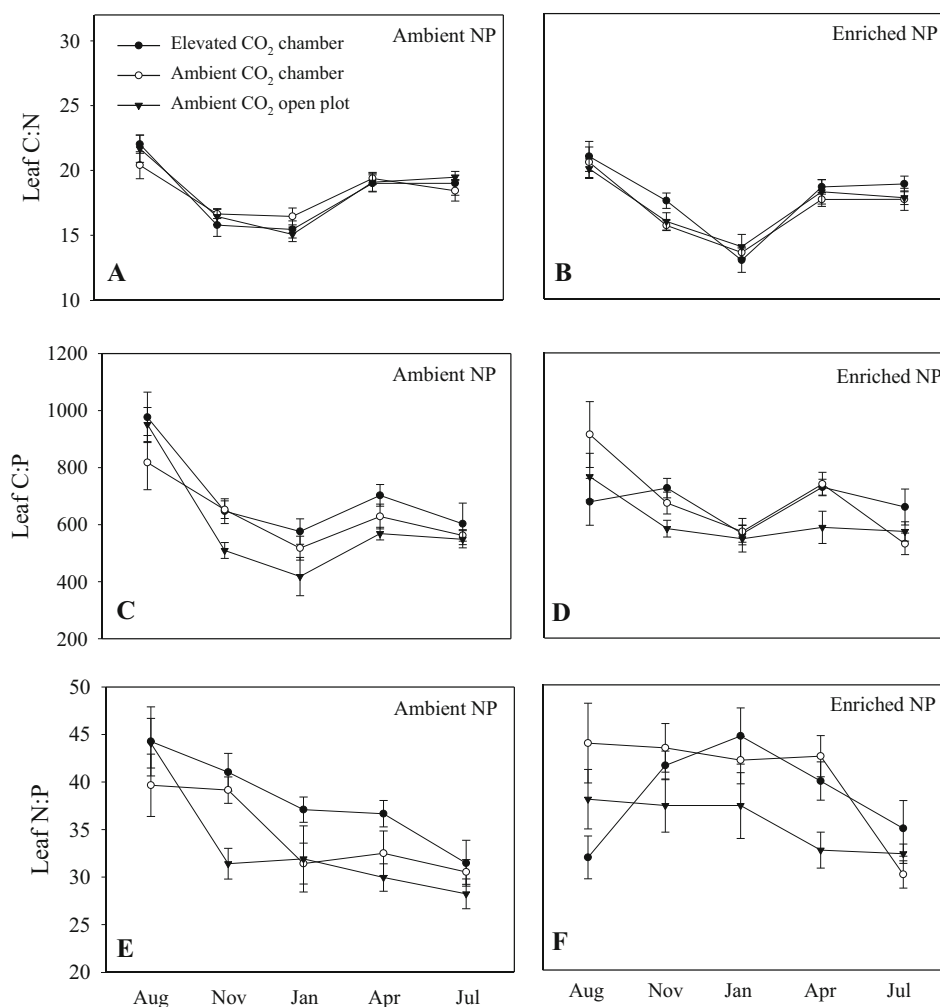 Ambient NP
Enriched NP
Elevated CO2 chamber
Ambient CO2 chamber
Ambient CO2 open plot
30
25
20
15
10
Leaf C:N
A
B
Ambient NP
Enriched NP
1200
1000
800
600
400
200
Leaf C:P
C
D
Ambient NP
Enriched NP
50
45
40
35
30
25
20
Leaf N:P
E
F
Aug Nov Jan Apr Jul
Aug Nov Jan Apr Jul